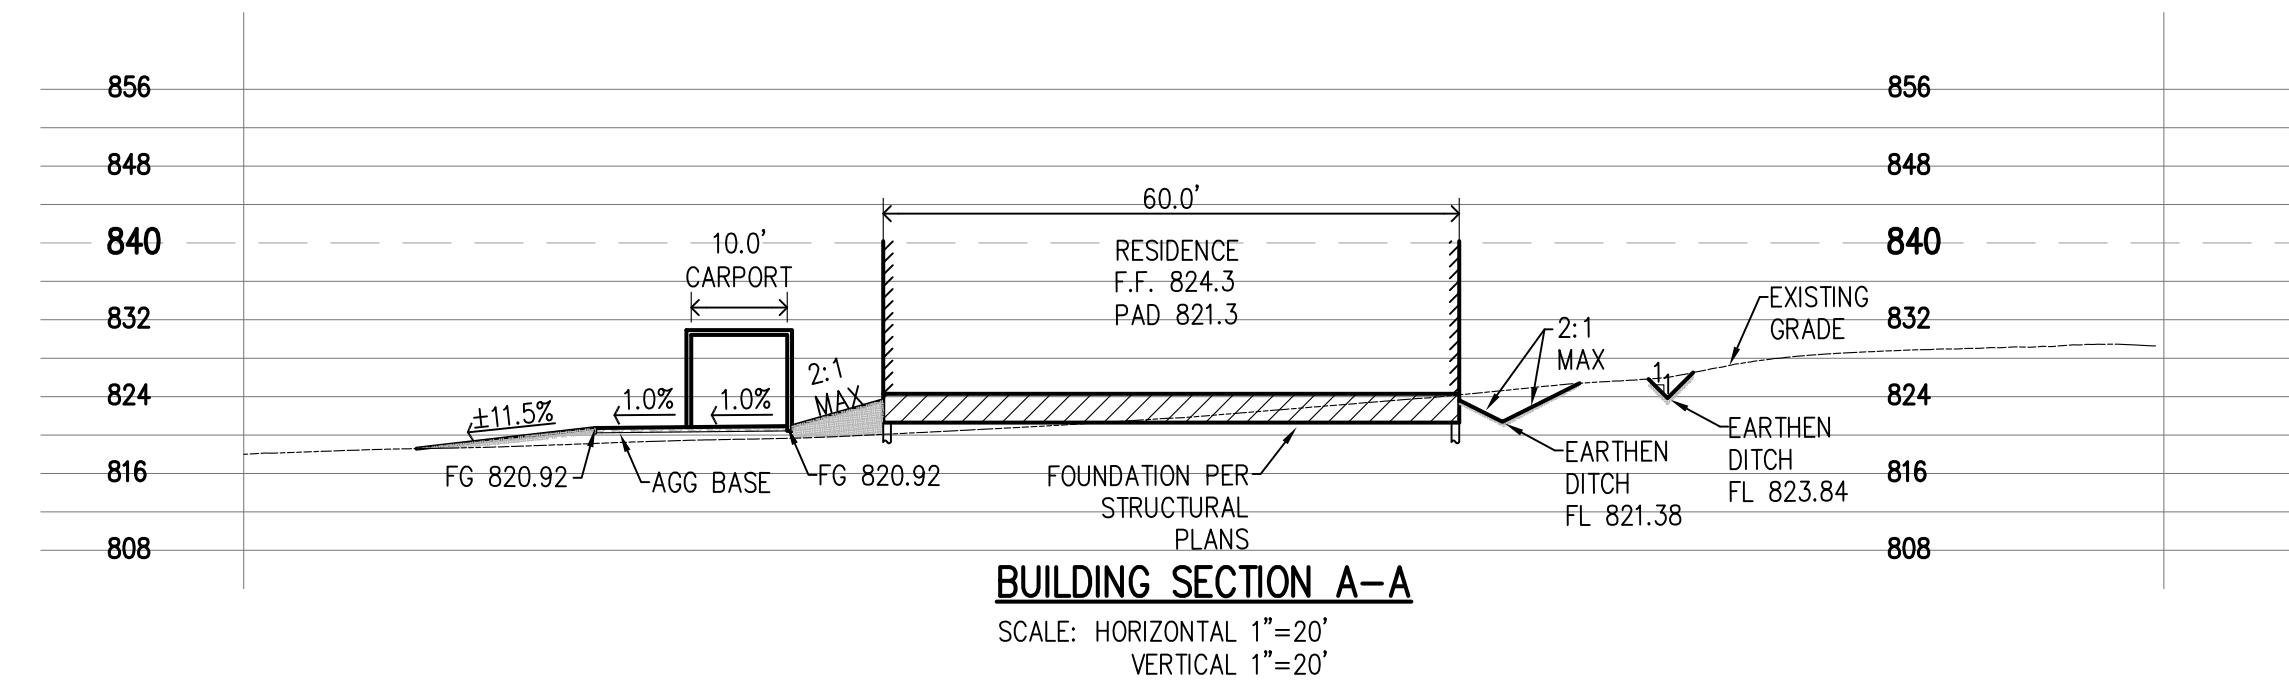 856
848
840
832
824
816
808
60.0'
10.0'
CARPORT
RESIDENCE
F.F. 824.3
PAD 821.3
2:1
MAX
±11.5%
1.0%
1.0%
FG 820.92
AGG BASE
FG 820.92
FOUNDATION PER
STRUCTURAL
PLANS
2:1
MAX
1
1
EXISTING
GRADE
EARTHEN
DITCH
FL 821.38
EARTHEN
DITCH
FL 823.84
856
848
840
832
824
816
808
BUILDING SECTION A-A
SCALE: HORIZONTAL 1"=20'
VERTICAL 1"=20'